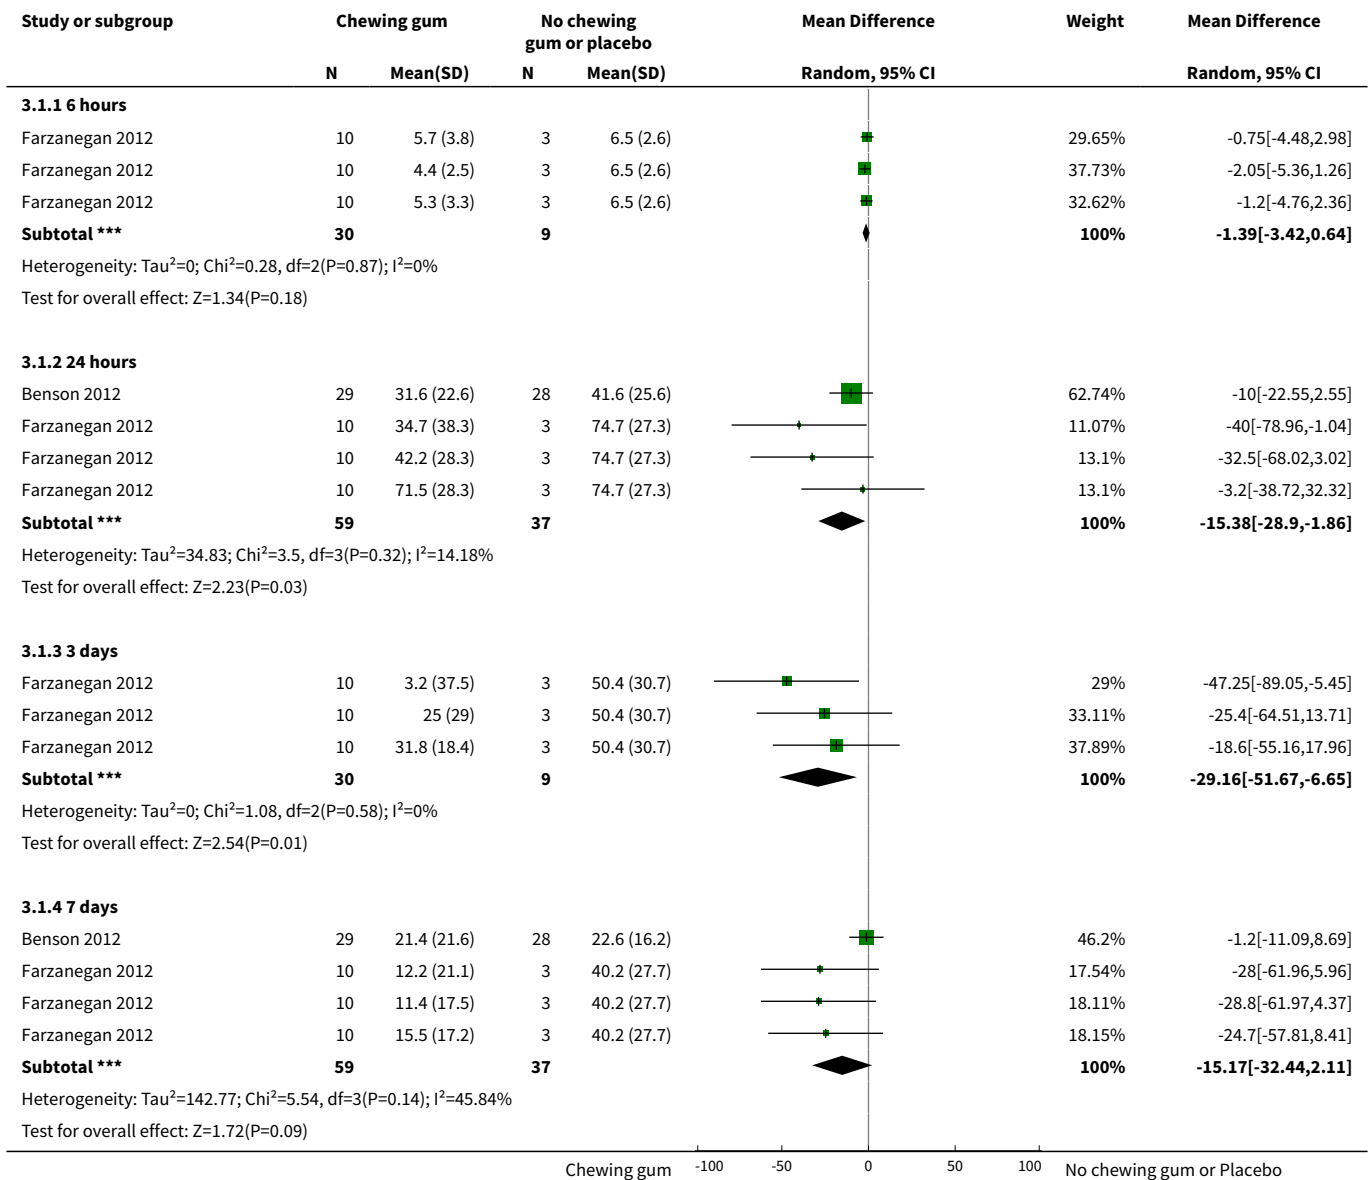 Study or subgroup Chewing gum No chewing gum or placebo Mean Difference Weight Mean Difference
N Mean(SD) N Mean(SD) Random, 95% CI Random, 95% CI
3.1.1 6 hours
Farzanegan 2012 10 5.7 (3.8) 3 6.5 (2.6) 29.65% -0.75[-4.48,2.98]
Farzanegan 2012 10 4.4 (2.5) 3 6.5 (2.6) 37.73% -2.05[-5.36,1.26]
Farzanegan 2012 10 5.3 (3.3) 3 6.5 (2.6) 32.62% -1.2[-4.76,2.36]
Subtotal *** 30 9 100% -1.39[-3.42,0.64]
Heterogeneity: Tau²=0; Chi²=0.28, df=2(P=0.87); I²=0%
Test for overall effect: Z=1.34(P=0.18)
3.1.2 24 hours
Benson 2012 29 31.6 (22.6) 28 41.6 (25.6) 62.74% -10[-22.55,2.55]
Farzanegan 2012 10 34.7 (38.3) 3 74.7 (27.3) 11.07% -40[-78.96,-1.04]
Farzanegan 2012 10 42.2 (28.3) 3 74.7 (27.3) 13.1% -32.5[-68.02,3.02]
Farzanegan 2012 10 71.5 (28.3) 3 74.7 (27.3) 13.1% -3.2[-38.72,32.32]
Subtotal *** 59 37 100% -15.38[-28.9,-1.86]
Heterogeneity: Tau²=34.83; Chi²=3.5, df=3(P=0.32); I²=14.18%
Test for overall effect: Z=2.23(P=0.03)
3.1.3 3 days
Farzanegan 2012 10 3.2 (37.5) 3 50.4 (30.7) 29% -47.25[-89.05,-5.45]
Farzanegan 2012 10 25 (29) 3 50.4 (30.7) 33.11% -25.4[-64.51,13.71]
Farzanegan 2012 10 31.8 (18.4) 3 50.4 (30.7) 37.89% -18.6[-55.16,17.96]
Subtotal *** 30 9 100% -29.16[-51.67,-6.65]
Heterogeneity: Tau²=0; Chi²=1.08, df=2(P=0.58); I²=0%
Test for overall effect: Z=2.54(P=0.01)
3.1.4 7 days
Benson 2012 29 21.4 (21.6) 28 22.6 (16.2) 46.2% -1.2[-11.09,8.69]
Farzanegan 2012 10 12.2 (21.1) 3 40.2 (27.7) 17.54% -28[-61.96,5.96]
Farzanegan 2012 10 11.4 (17.5) 3 40.2 (27.7) 18.11% -28.8[-61.97,4.37]
Farzanegan 2012 10 15.5 (17.2) 3 40.2 (27.7) 18.15% -24.7[-57.81,8.41]
Subtotal *** 59 37 100% -15.17[-32.44,2.11]
Heterogeneity: Tau²=142.77; Chi²=5.54, df=3(P=0.14); I²=45.84%
Test for overall effect: Z=1.72(P=0.09)
Chewing gum -100 -50 0 50 100 No chewing gum or Placebo